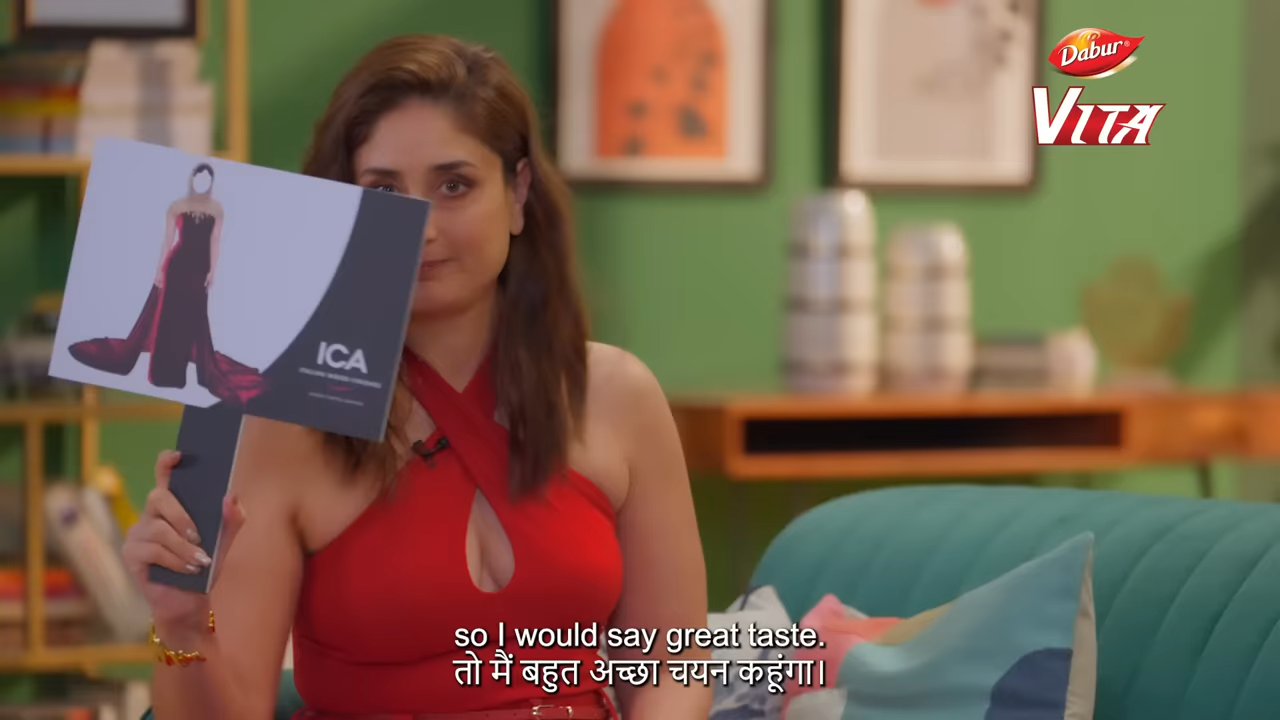 Dabur
VITA
ICA
so I would say great taste.
तो मैं बहुत अच्छा चयन कहूंगा।